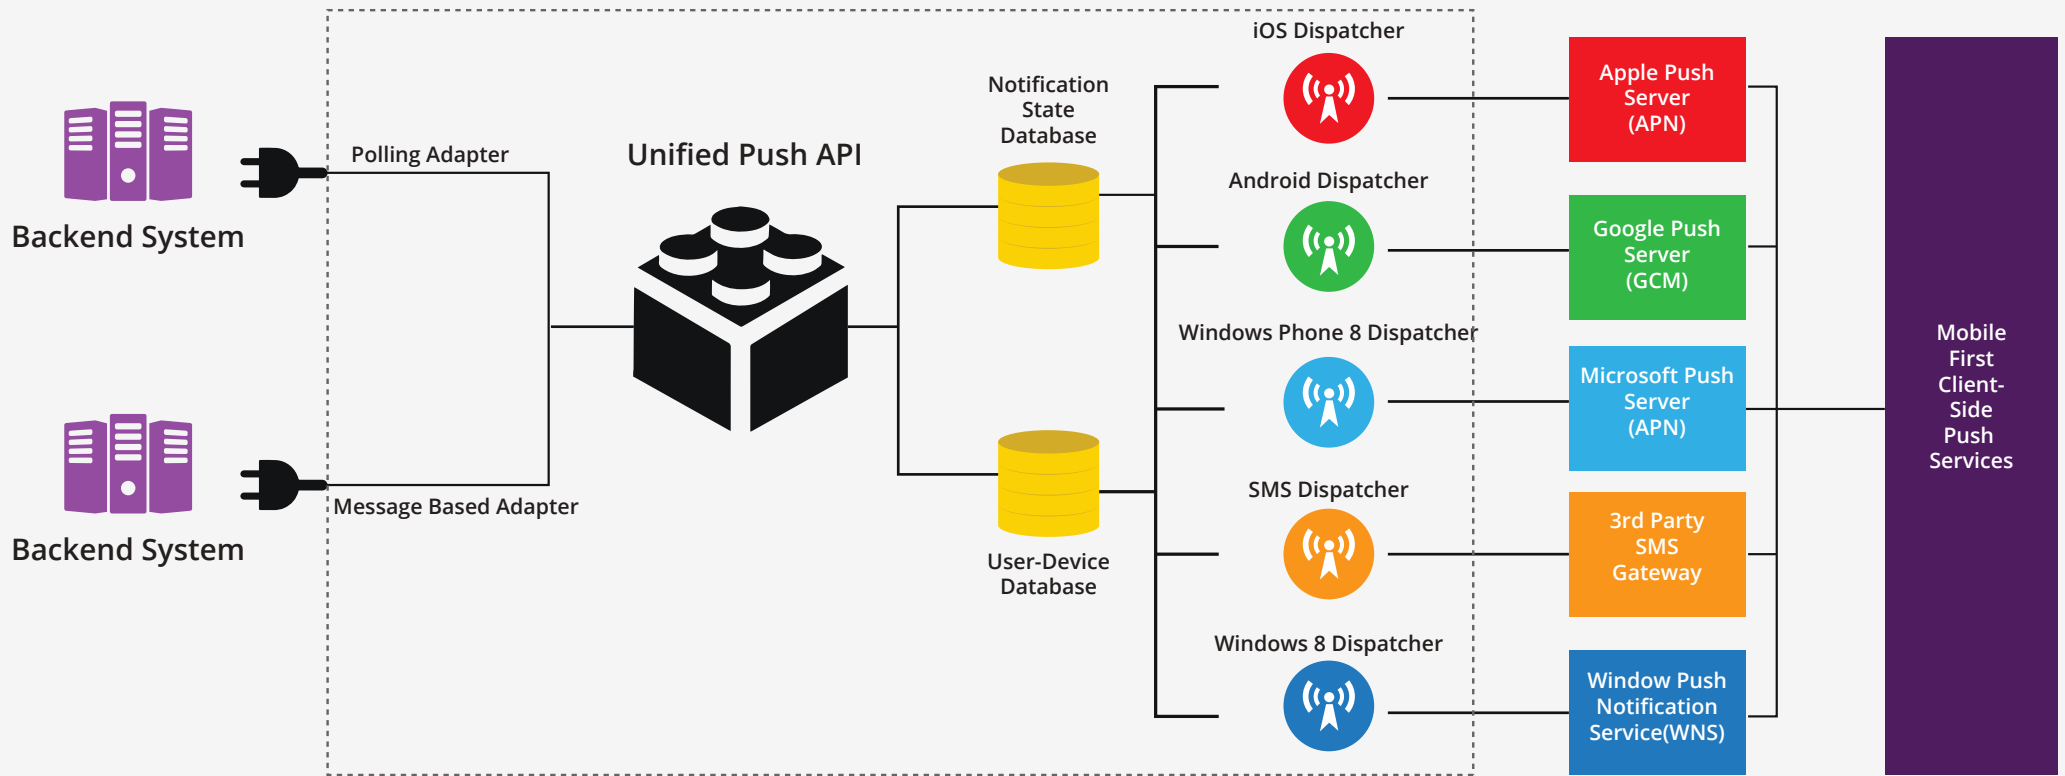 Backend System
Polling Adapter
Backend System
Message Based Adapter
Unified Push API
Notification
State
Database
User-Device
Database
iOS Dispatcher
Android Dispatcher
Windows Phone 8 Dispatcher
SMS Dispatcher
Windows 8 Dispatcher
Apple Push
Server
(APN)
Google Push
Server
(GCM)
Microsoft Push
Server
(APN)
3rd Party
SMS
Gateway
Window Push
Notification
Service(WNS)
Mobile
First
Client-
Side
Push
Services